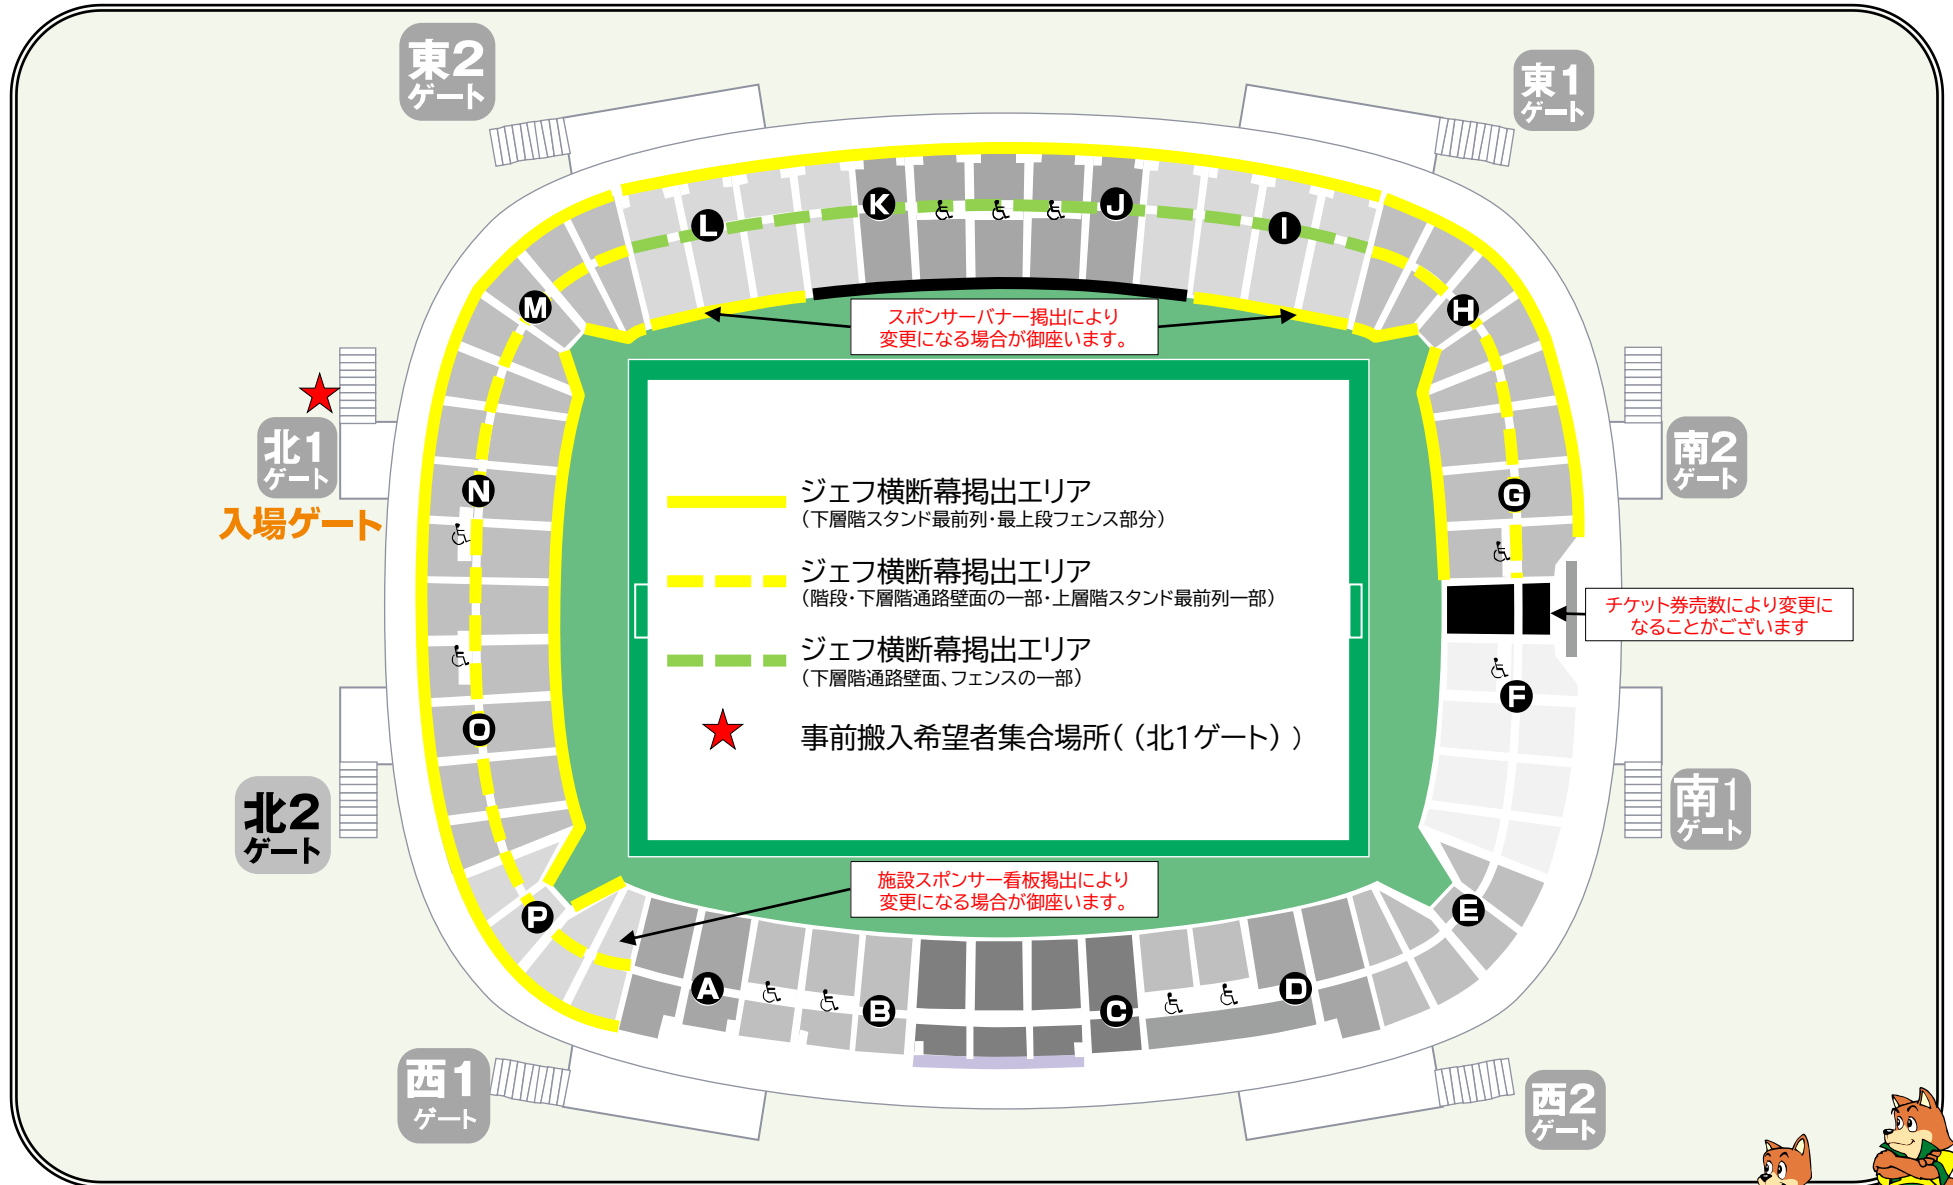 東2
ゲート
東1
ゲート
K
J
L
I
M
H
スポンサーバナー掲出により
変更になる場合が御座います。
北1
ゲート
入場ゲート
南2
ゲート
N
G
ジェフ横断幕掲出エリア
（下層階スタンド最前列・最上段フェンス部分）
ジェフ横断幕掲出エリア
（階段・下層階通路壁面の一部・上層階スタンド最前列一部）
チケット券売数により変更に
なることがございます
ジェフ横断幕掲出エリア
（下層階通路壁面、フェンスの一部）
F
O
事前搬入希望者集合場所（（北1ゲート））
北2
ゲート
南1
ゲート
施設スポンサー看板掲出により
変更になる場合が御座います。
P
E
A
B
C
D
西1
ゲート
西2
ゲート